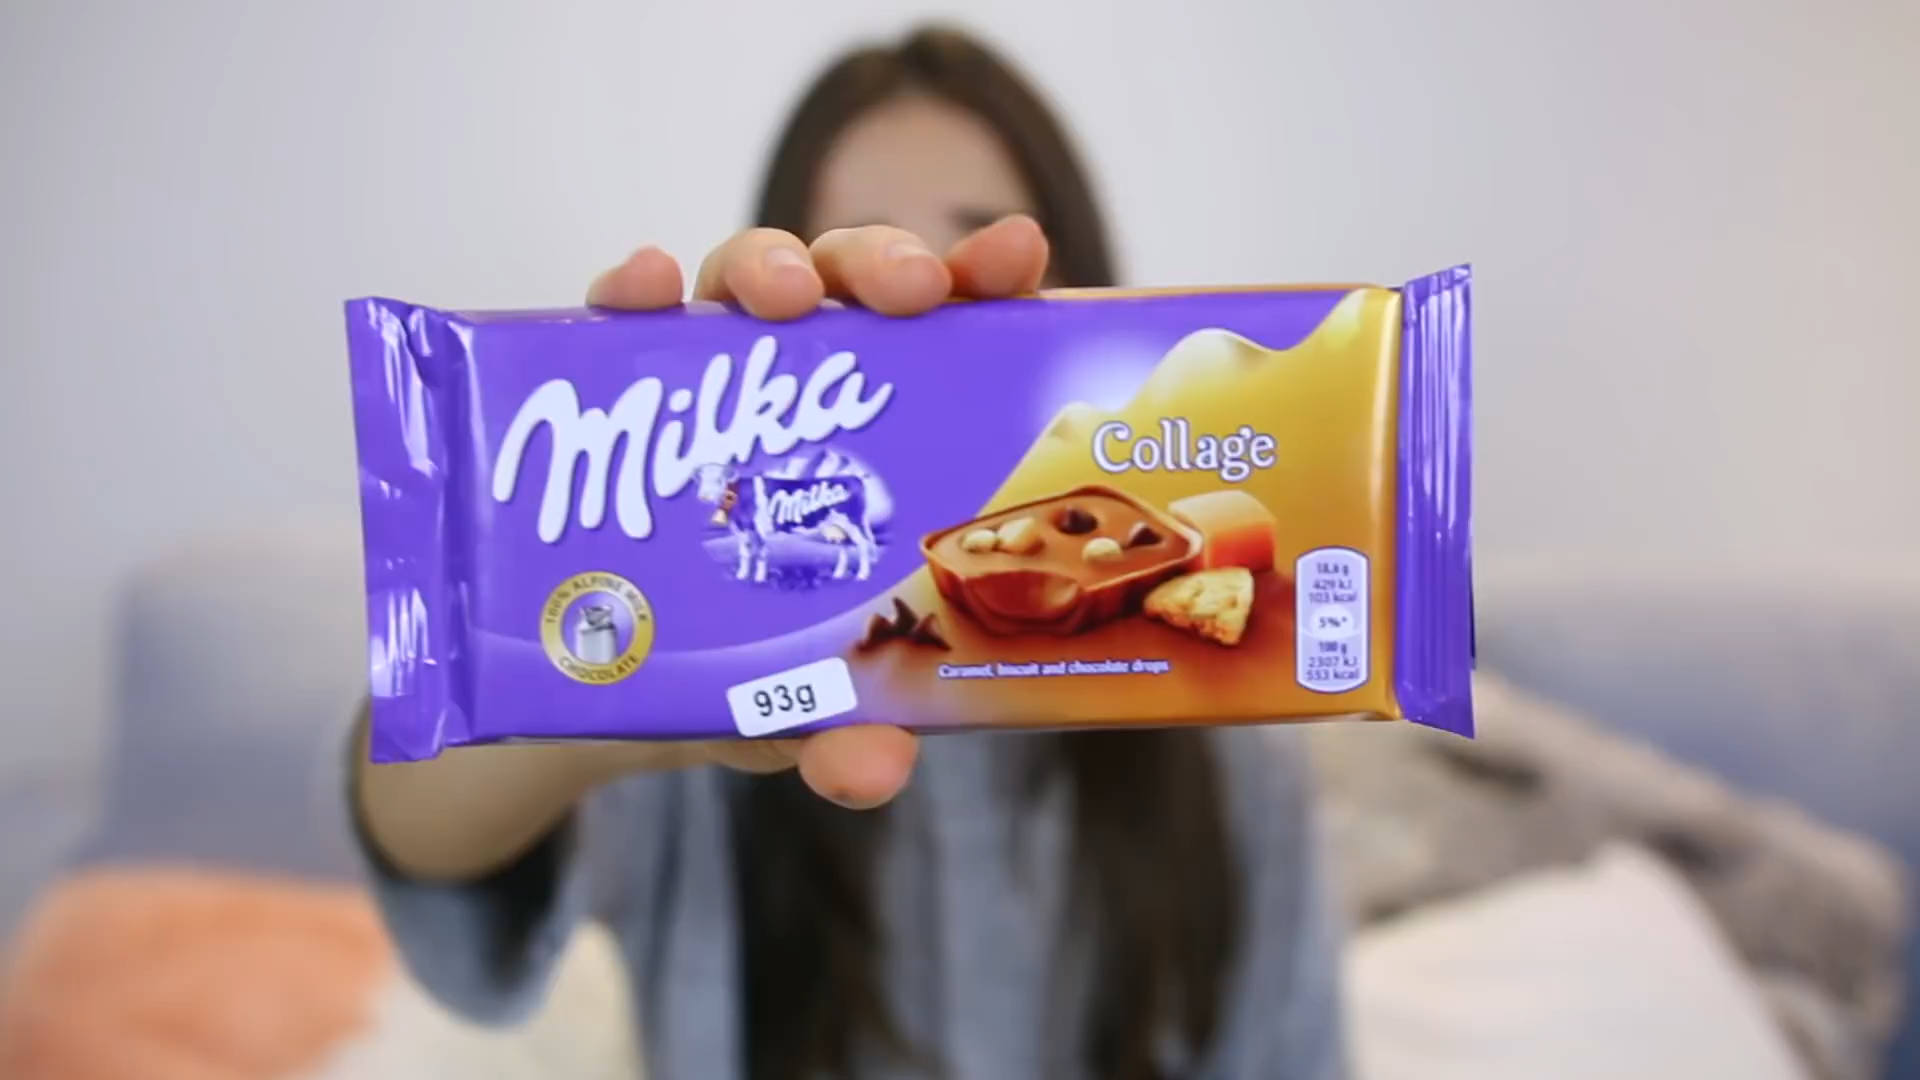 Milka
Milka
Collage
100% ALPINE MILK
CHOCOLATE
Caramel, biscuit and chocolate drops
93g
18,6 g
429 kJ
103 kcal
5%*
100 g
2307 kJ
553 kcal